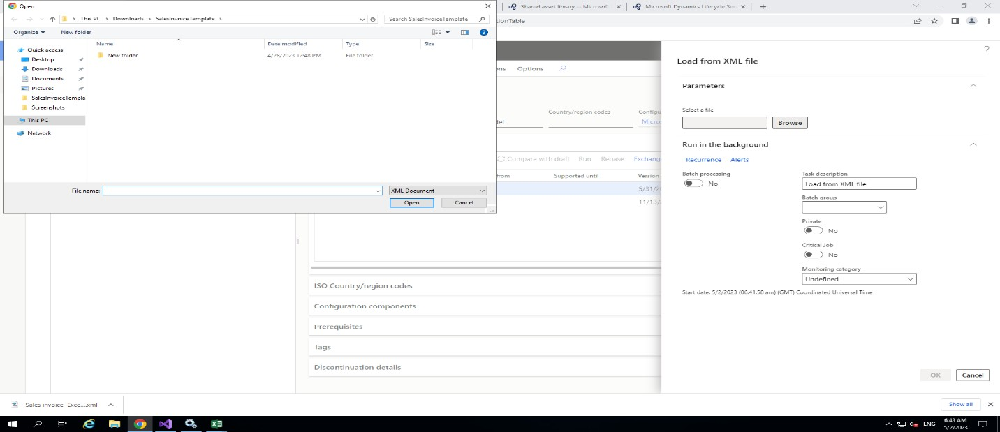 Open
Shared asset library — Microsoft
Microsoft Dynamics Lifecycle Ser
This PC > Downloads > SalesInvoiceTemplate >
Search SalesInvoiceTemplate
tionTable
Organize
New folder
Name
Date modified
Type
Size
Quick access
New folder
4/28/2023 12:48 PM
File folder
Desktop
Downloads
Documents
Pictures
SalesInvoiceTempla
Screenshots
This PC
Network
File name:
XML Document
Open
Cancel
ons
Options
Country/region codes
Configu
del
Micros
Compare with draft
Run
Rebase
Exchang
from
Supported until
Version
5/31/20
11/13/
ISO Country/region codes
Configuration components
Prerequisites
Tags
Discontinuation details
?
Load from XML file
Parameters
Select a file
Browse
Run in the background
Recurrence
Alerts
Batch processing
No
Task description
Load from XML file
Batch group
Private
No
Critical Job
No
Monitoring category
Undefined
Start date: 5/2/2023 (06:41:58 am) (GMT) Coordinated Universal Time
OK
Cancel
Sales invoice Exce....xml
Show all
ENG
6:43 AM
5/2/2023